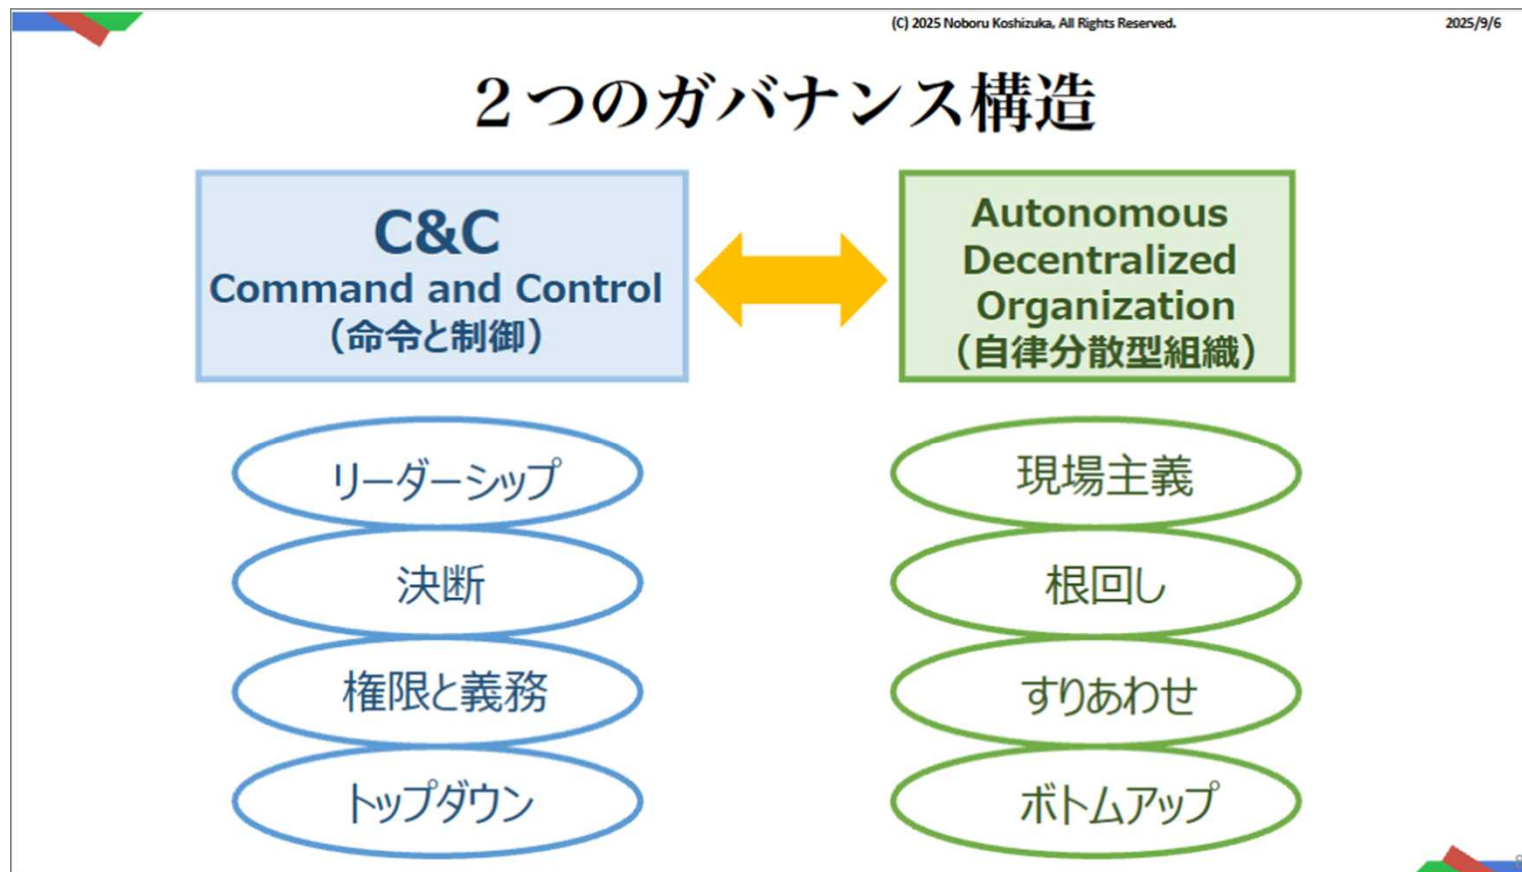 (C) 2025 Noboru Koshizuka, All Rights Reserved.
2025/9/6
２つのガバナンス構造
C&C
Command and Control
（命令と制御）
Autonomous
Decentralized
Organization
（自律分散型組織）
リーダーシップ
決断
権限と義務
トップダウン
現場主義
根回し
すりあわせ
ボトムアップ